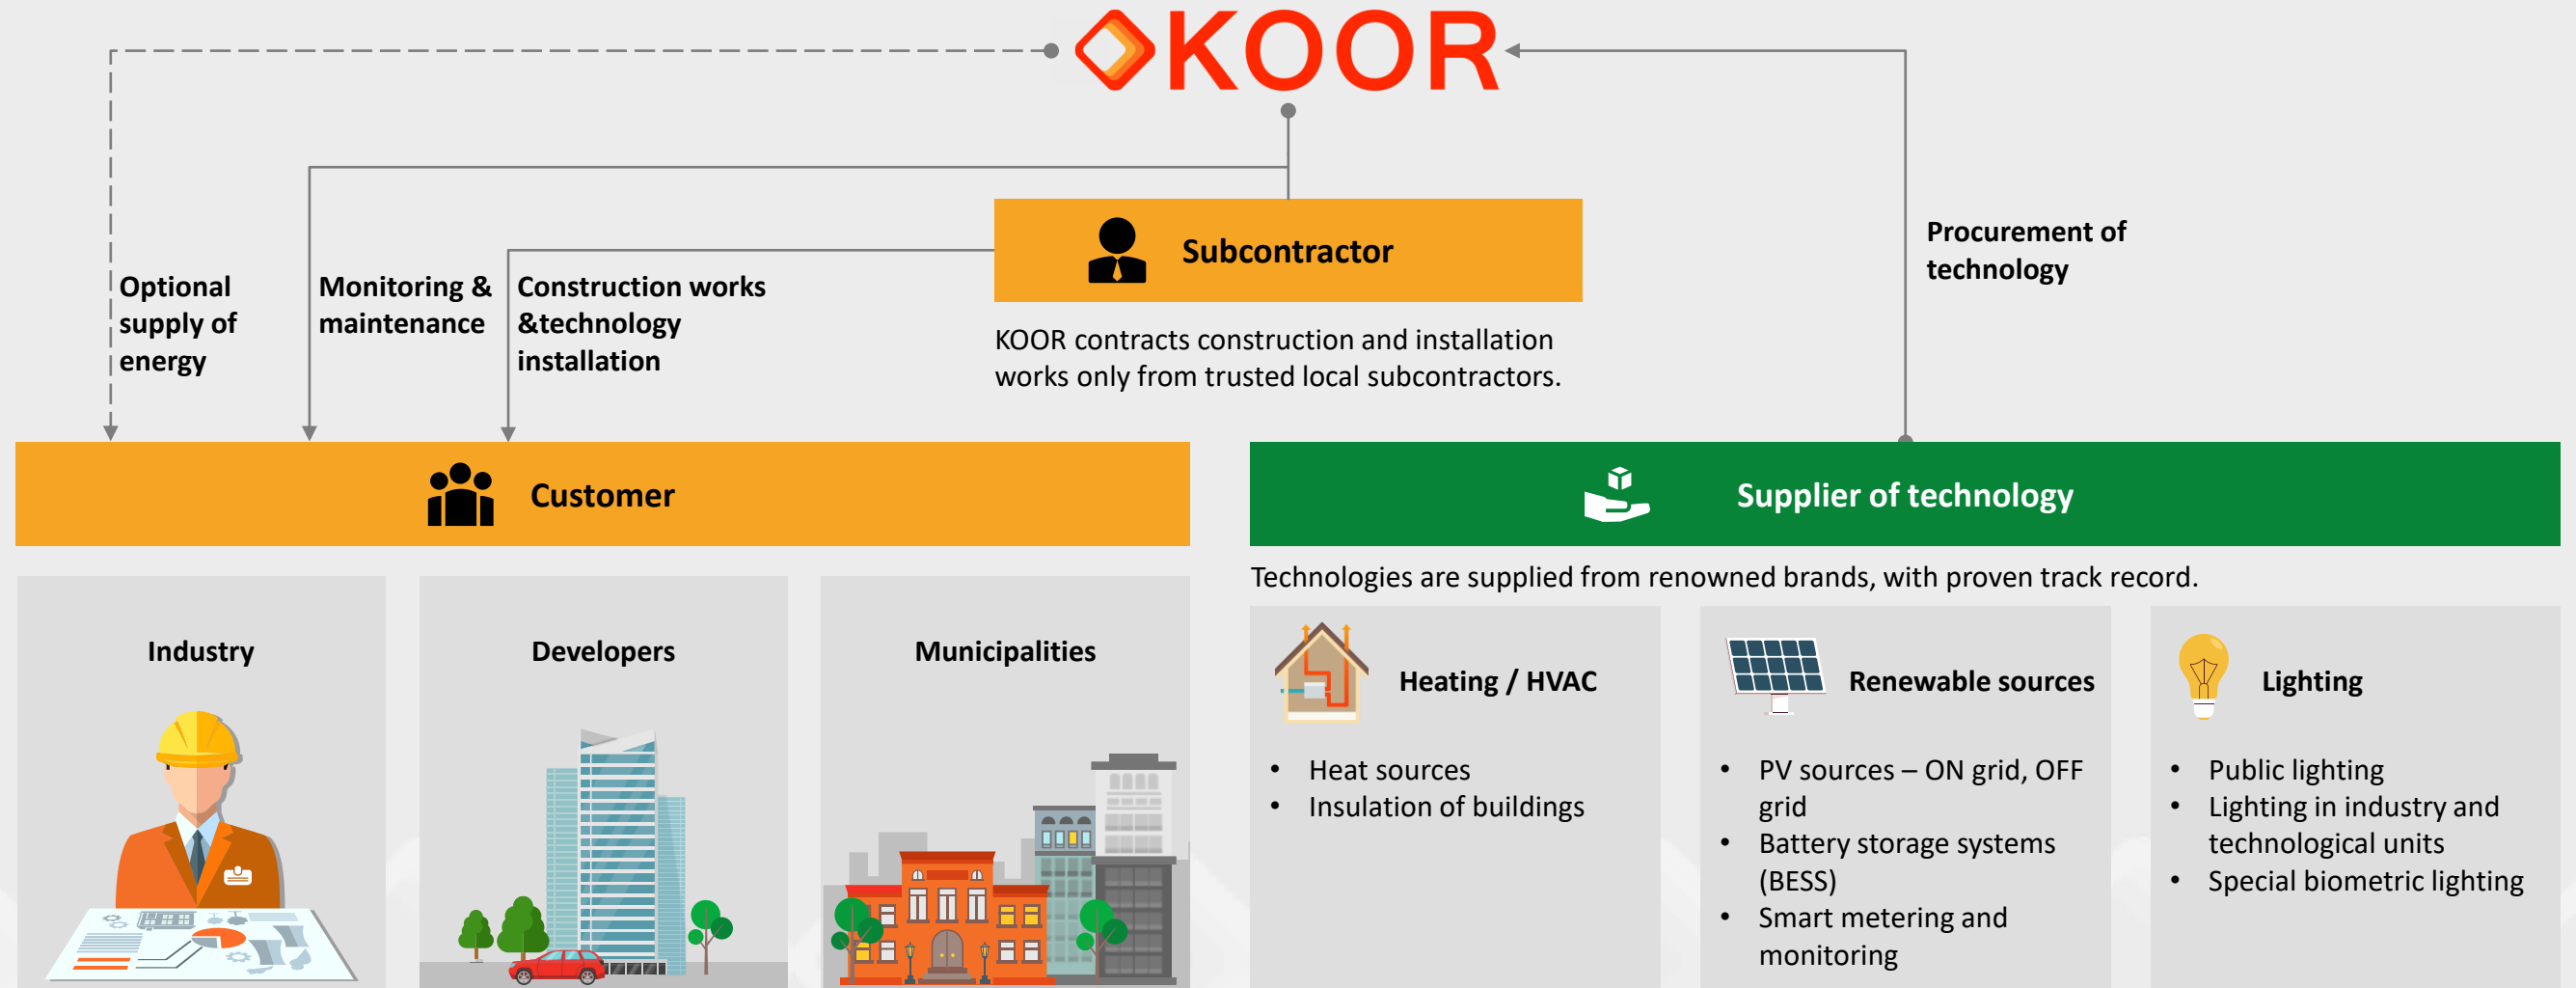 KOOR
Subcontractor
Procurement of
technology
Optional
supply of
energy
Monitoring &
maintenance
Construction works
&technology
installation
KOOR contracts construction and installation
works only from trusted local subcontractors.
Customer
Supplier of technology
Technologies are supplied from renowned brands, with proven track record.
Industry
Developers
Municipalities
Heating / HVAC
• Heat sources
• Insulation of buildings
Renewable sources
• PV sources – ON grid, OFF
grid
• Battery storage systems
(BESS)
• Smart metering and
monitoring
Lighting
• Public lighting
• Lighting in industry and
technological units
• Special biometric lighting